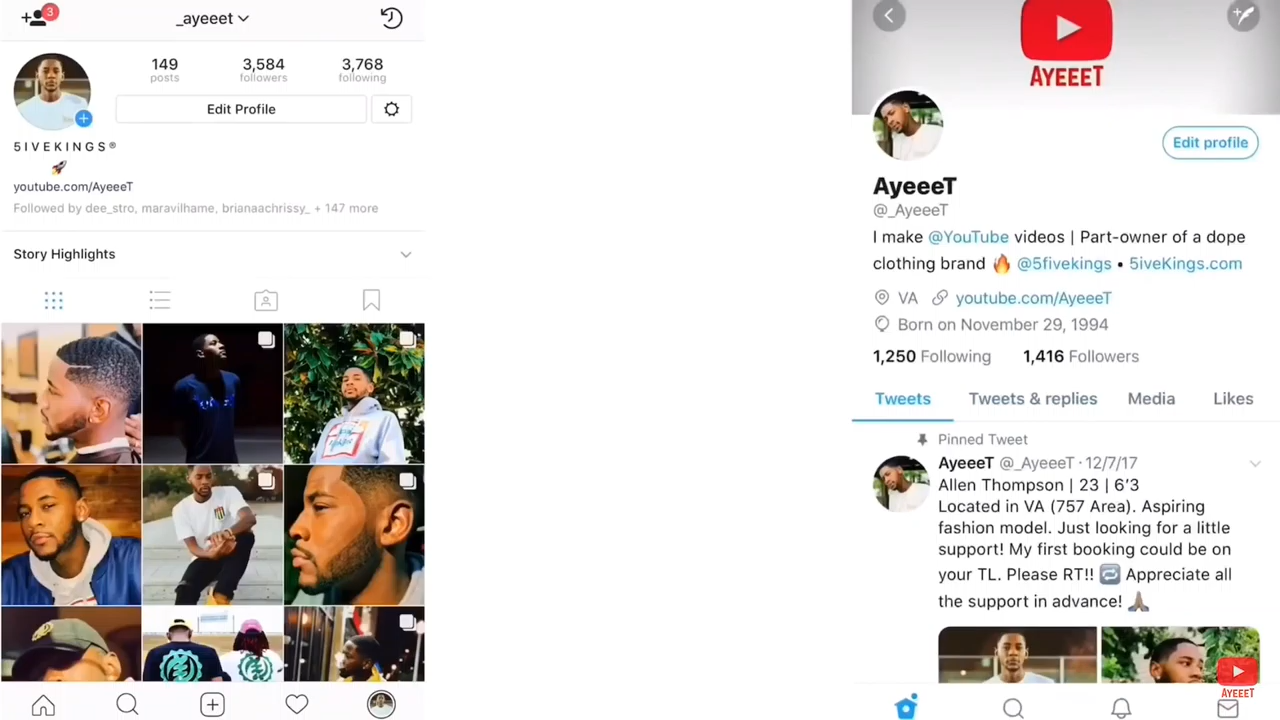 3
_ayeeet
149
posts
3,584
followers
3,768
following
Edit Profile
5IVEKINGS®
youtube.com/AyeeeT
Followed by dee_stro, maravilhame, brianaachrissy_ + 147 more
Story Highlights
AYEEET
Edit profile
AyeeeT
@_AyeeeT
I make @YouTube videos | Part-owner of a dope
clothing brand 🔥 @5fivekings • 5iveKings.com
VA youtube.com/AyeeeT
Born on November 29, 1994
1,250 Following 1,416 Followers
Tweets Tweets & replies Media Likes
Pinned Tweet
AyeeeT @_AyeeeT · 12/7/17
Allen Thompson | 23 | 6’3
Located in VA (757 Area). Aspiring
fashion model. Just looking for a little
support! My first booking could be on
your TL. Please RT!! 🔁 Appreciate all
the support in advance! 🙏🏽
AYEEET